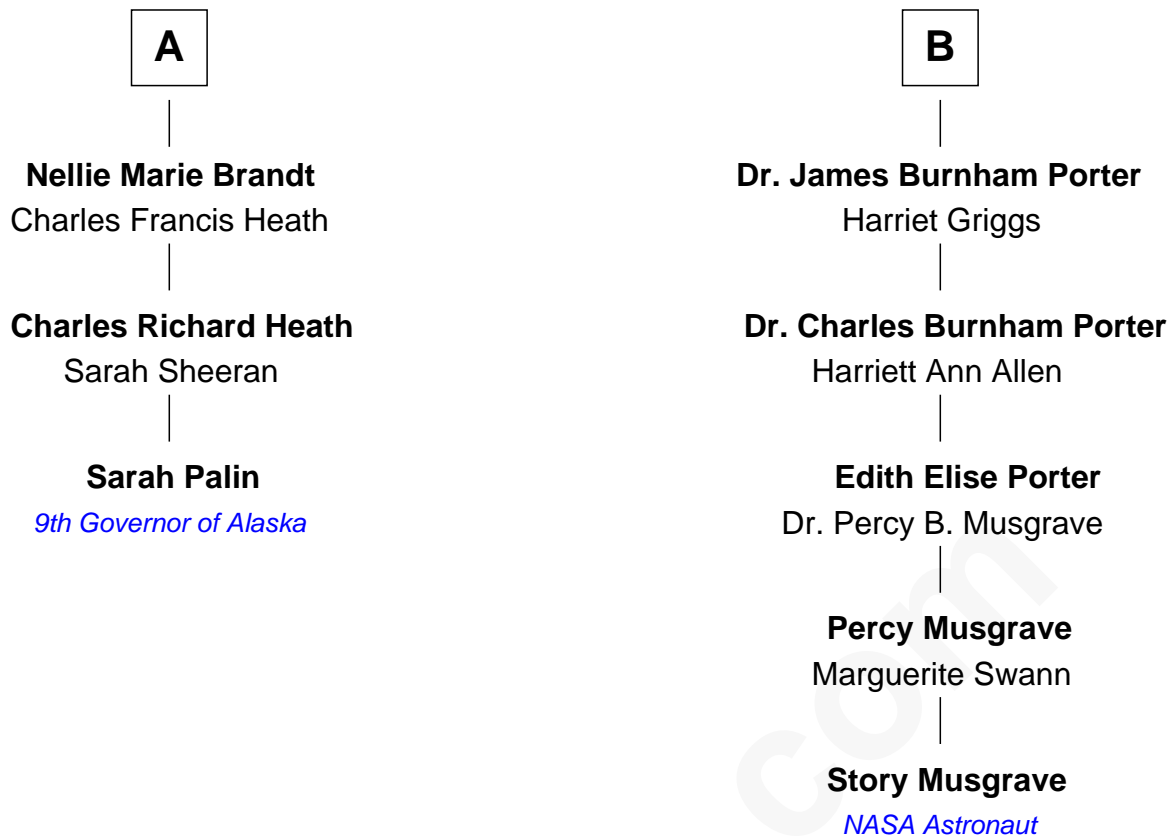 A
Nellie Marie Brandt
Charles Francis Heath
Charles Richard Heath
Sarah Sheeran
Sarah Palin
9th Governor of Alaska
B
Dr. James Burnham Porter
Harriet Griggs
Dr. Charles Burnham Porter
Harriett Ann Allen
Edith Elise Porter
Dr. Percy B. Musgrave
Percy Musgrave
Marguerite Swann
Story Musgrave
NASA Astronaut
com